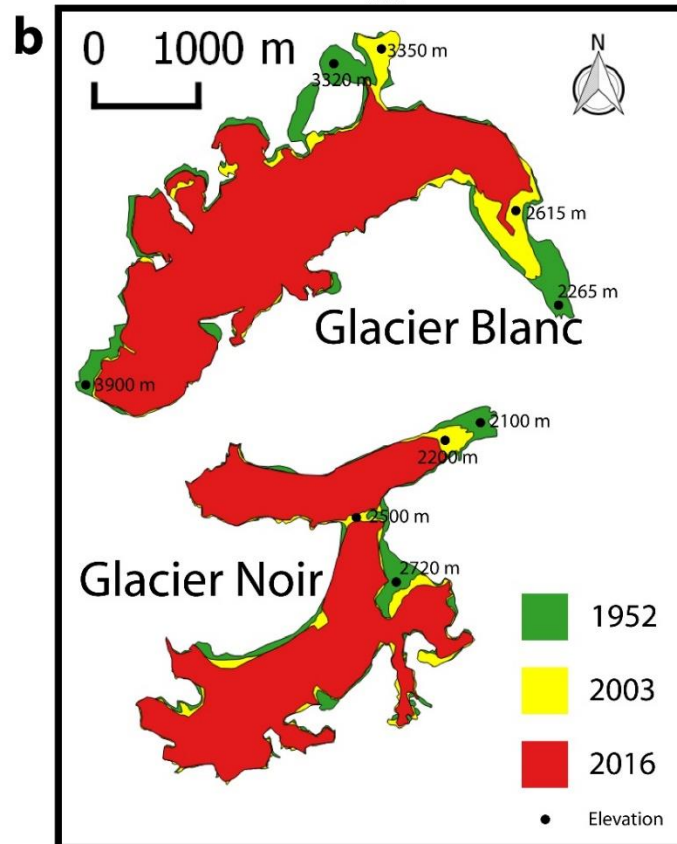 b
0 1000 m
N
3350 m
3320 m
2615 m
2265 m
Glacier Blanc
3900 m
2100 m
2200 m
2500 m
Glacier Noir
2720 m
1952
2003
2016
Elevation